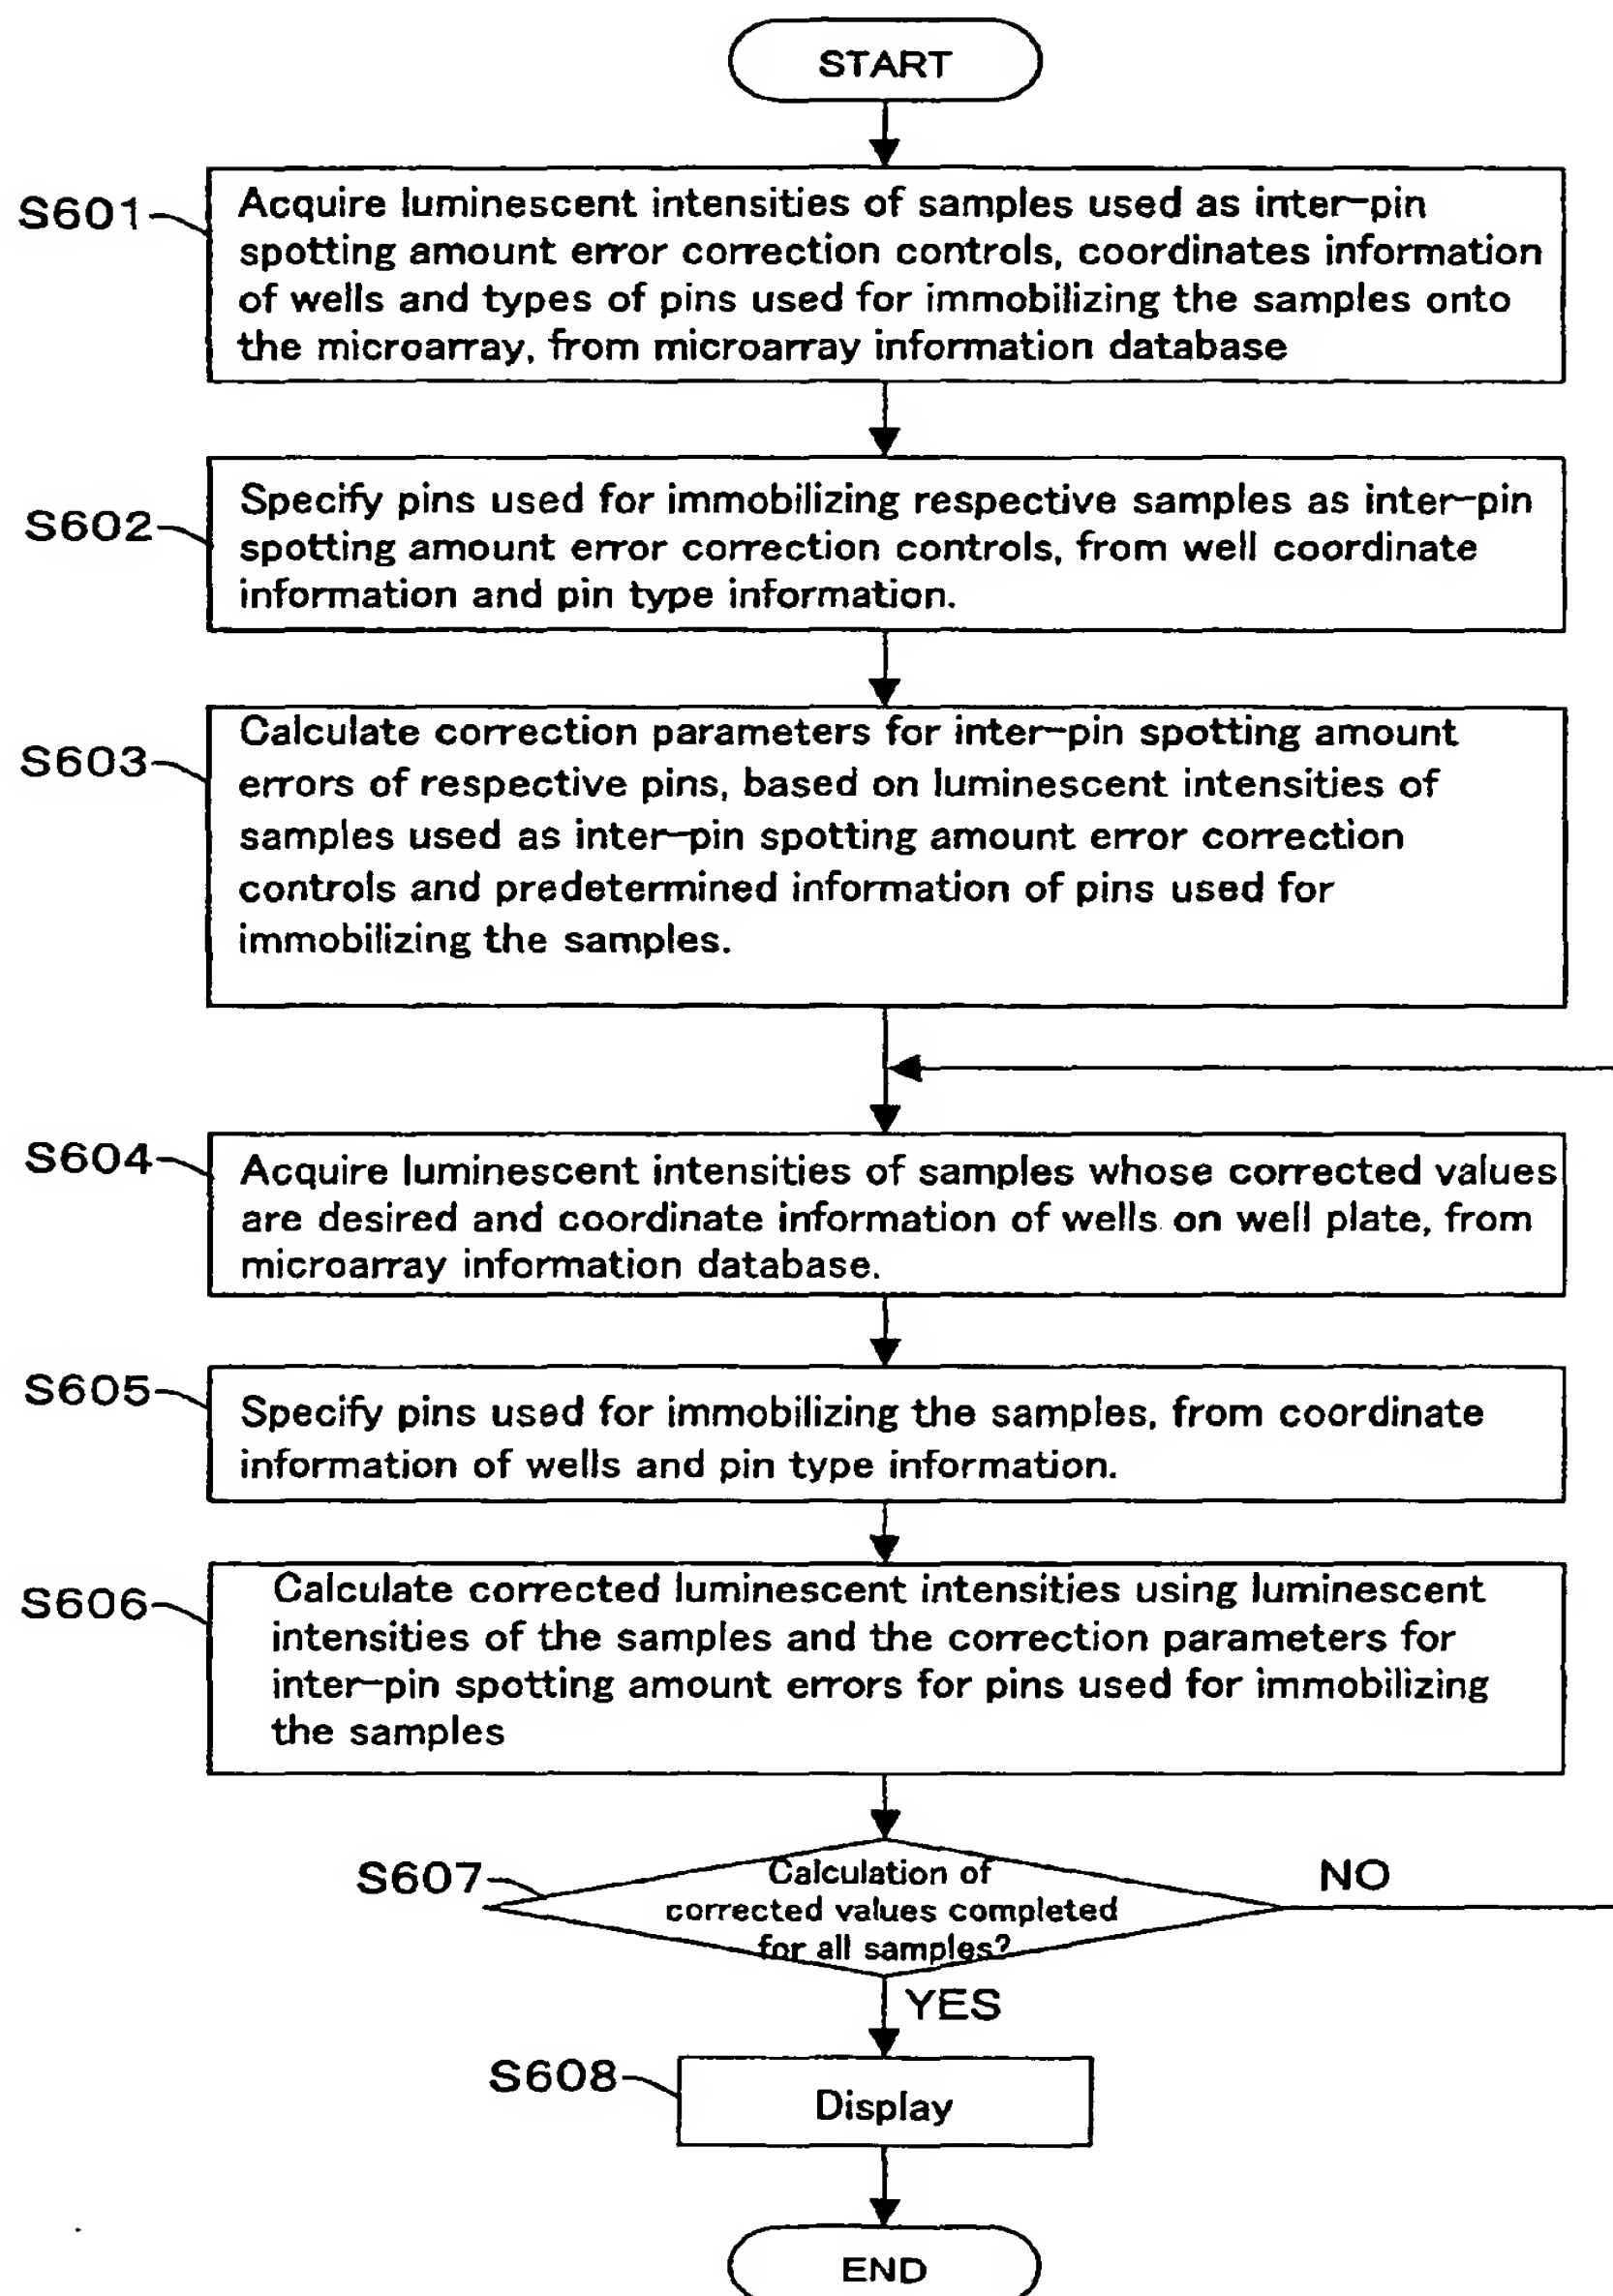 START
S601
Acquire luminescent intensities of samples used as inter-pin
spotting amount error correction controls, coordinates information
of wells and types of pins used for immobilizing the samples onto
the microarray, from microarray information database
S602
Specify pins used for immobilizing respective samples as inter-pin
spotting amount error correction controls, from well coordinate
information and pin type information.
S603
Calculate correction parameters for inter-pin spotting amount
errors of respective pins, based on luminescent intensities of
samples used as inter-pin spotting amount error correction
controls and predetermined information of pins used for
immobilizing the samples.
S604
Acquire luminescent intensities of samples whose corrected values
are desired and coordinate information of wells on well plate, from
microarray information database.
S605
Specify pins used for immobilizing the samples, from coordinate
information of wells and pin type information.
S606
Calculate corrected luminescent intensities using luminescent
intensities of the samples and the correction parameters for
inter-pin spotting amount errors for pins used for immobilizing
the samples
S607
Calculation of
corrected values completed
for all samples?
NO
YES
S608
Display
END